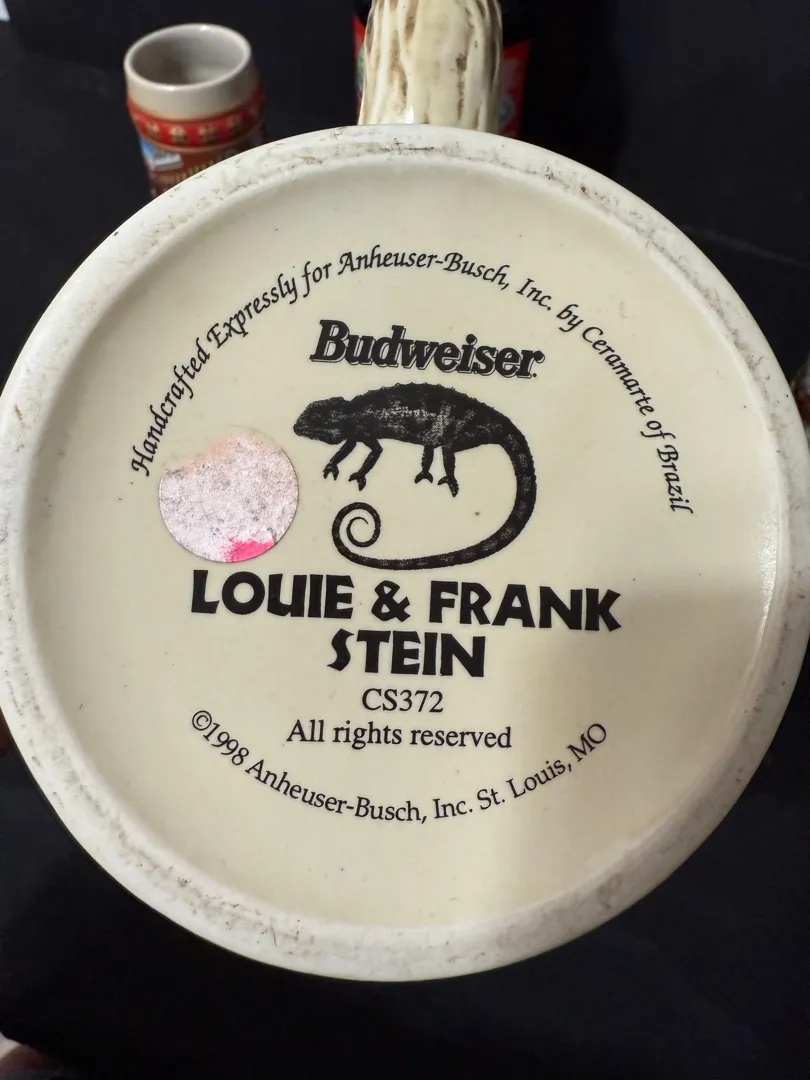 Handcrafted Expressly for Anheuser-Busch, Inc. by Ceramarte of Brazil
Budweiser
LOUIE & FRANK
STEIN
CS372
All rights reserved
©1998 Anheuser-Busch, Inc. St. Louis, MO